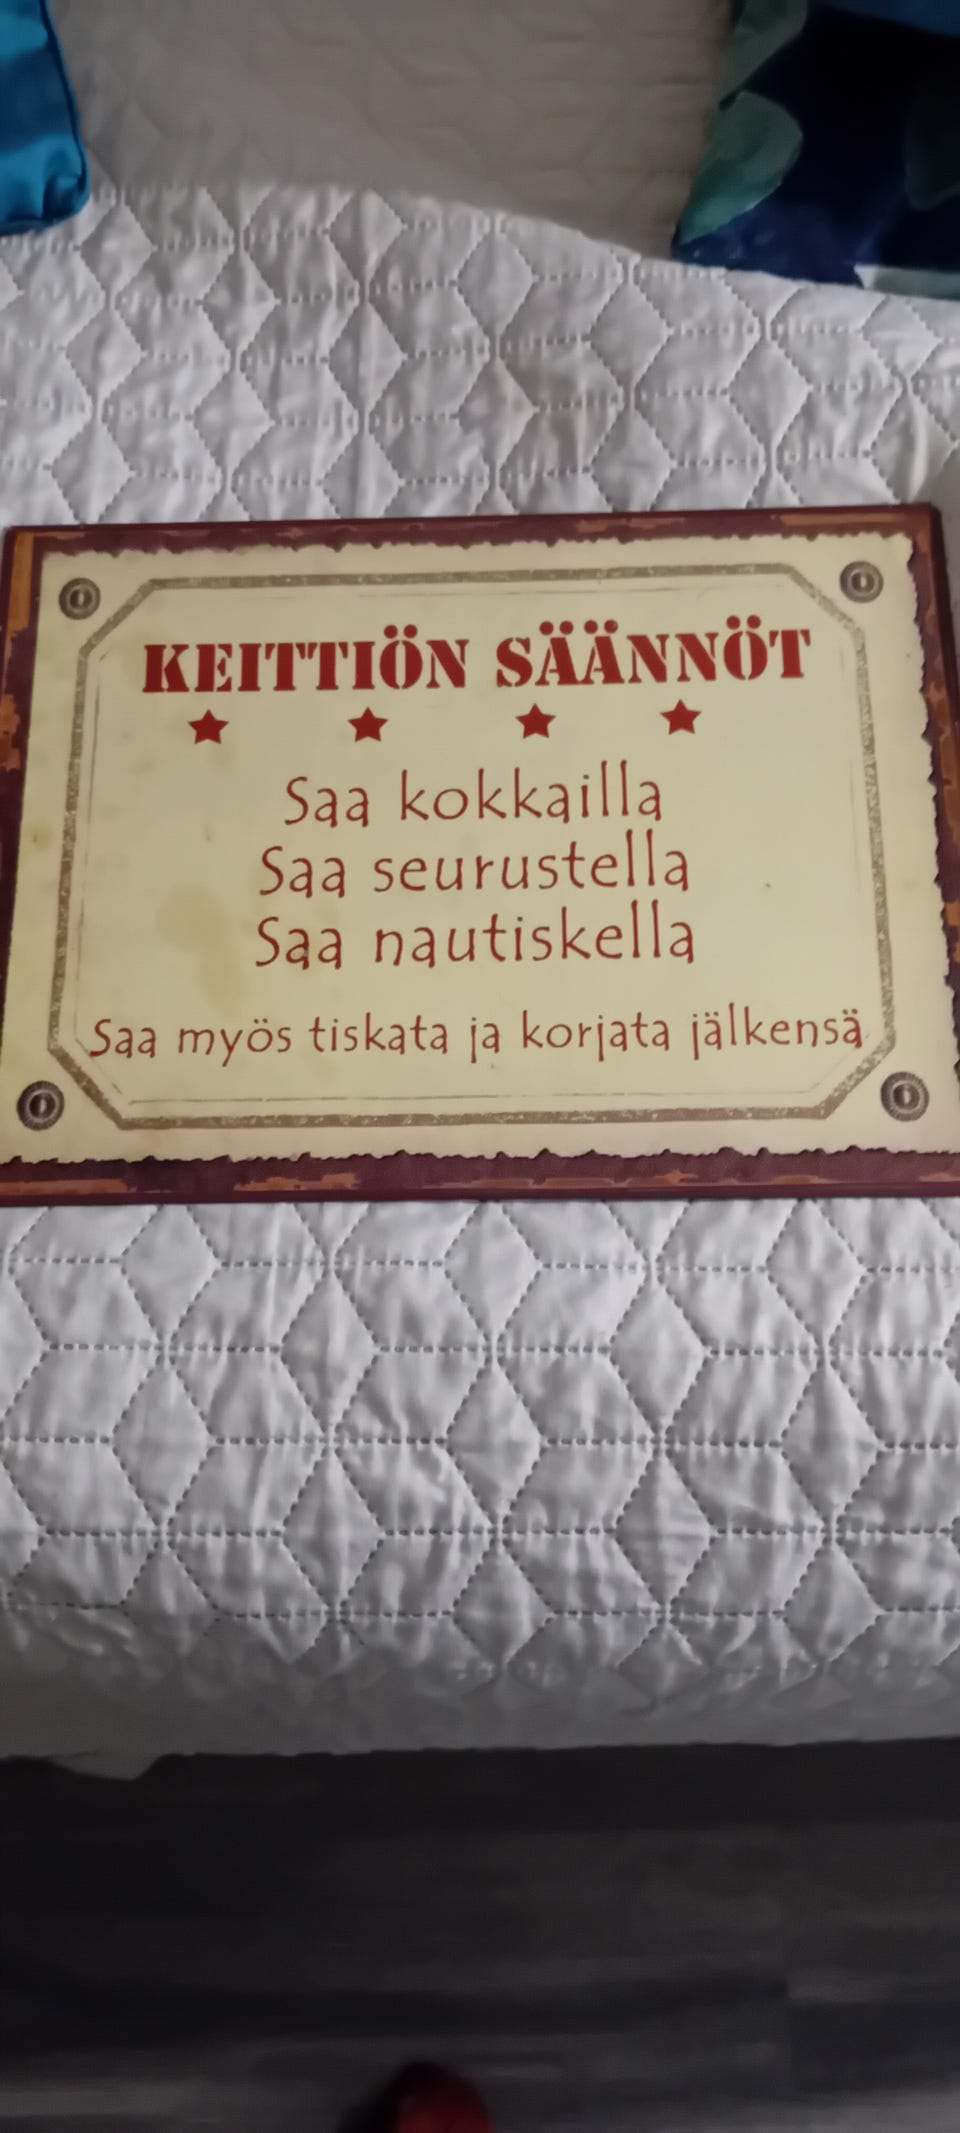 KEITTIÖN SÄÄNNÖT
Saa kokkailla
Saa seurustella
Saa nautiskella
Saa myös tiskata ja korjata jälkensä